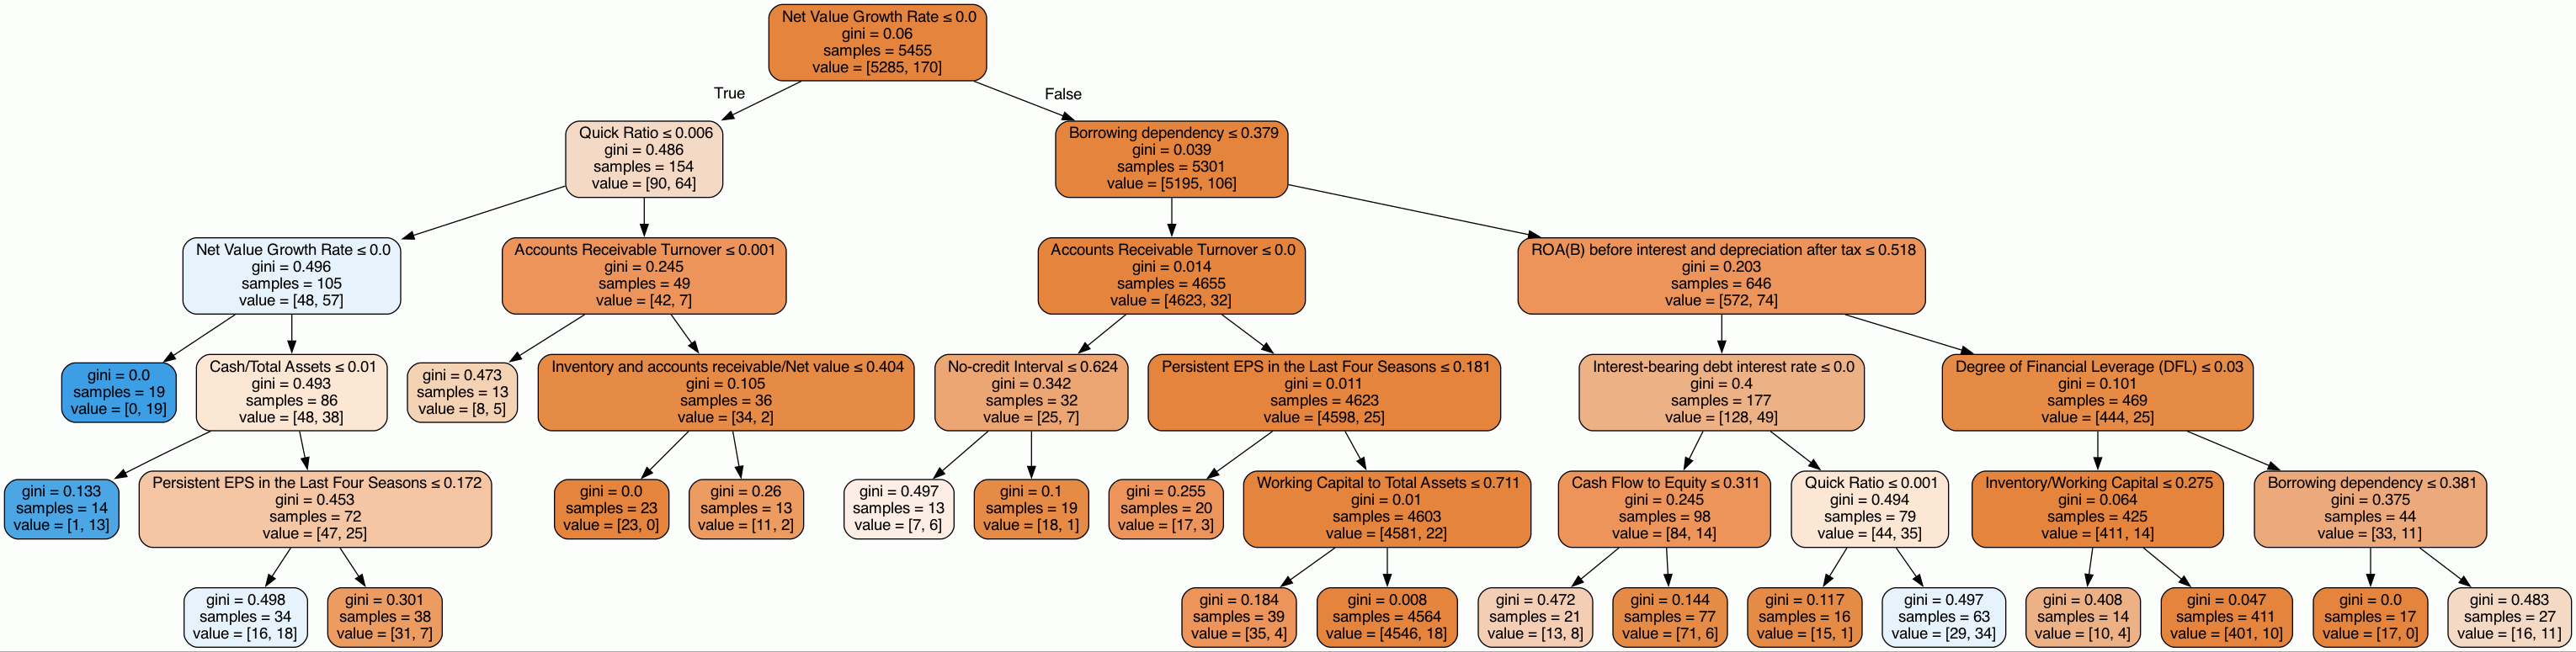 Net Value Growth Rate ≤ 0.0
gini = 0.06
samples = 5455
value = [5285, 170]
True
False
Quick Ratio ≤ 0.006
gini = 0.486
samples = 154
value = [90, 64]
Borrowing dependency ≤ 0.379
gini = 0.039
samples = 5301
value = [5195, 106]
Net Value Growth Rate ≤ 0.0
gini = 0.496
samples = 105
value = [48, 57]
Accounts Receivable Turnover ≤ 0.001
gini = 0.245
samples = 49
value = [42, 7]
Accounts Receivable Turnover ≤ 0.0
gini = 0.014
samples = 4655
value = [4623, 32]
ROA(B) before interest and depreciation after tax ≤ 0.518
gini = 0.203
samples = 646
value = [572, 74]
gini = 0.0
samples = 19
value = [0, 19]
Cash/Total Assets ≤ 0.01
gini = 0.493
samples = 86
value = [48, 38]
gini = 0.473
samples = 13
value = [8, 5]
Inventory and accounts receivable/Net value ≤ 0.404
gini = 0.105
samples = 36
value = [34, 2]
No-credit Interval ≤ 0.624
gini = 0.342
samples = 32
value = [25, 7]
Persistent EPS in the Last Four Seasons ≤ 0.181
gini = 0.011
samples = 4623
value = [4598, 25]
Interest-bearing debt interest rate ≤ 0.0
gini = 0.4
samples = 177
value = [128, 49]
Degree of Financial Leverage (DFL) ≤ 0.03
gini = 0.101
samples = 469
value = [444, 25]
gini = 0.133
samples = 14
value = [1, 13]
Persistent EPS in the Last Four Seasons ≤ 0.172
gini = 0.453
samples = 72
value = [47, 25]
gini = 0.0
samples = 23
value = [23, 0]
gini = 0.26
samples = 13
value = [11, 2]
gini = 0.497
samples = 13
value = [7, 6]
gini = 0.1
samples = 19
value = [18, 1]
gini = 0.255
samples = 20
value = [17, 3]
Working Capital to Total Assets ≤ 0.711
gini = 0.01
samples = 4603
value = [4581, 22]
Cash Flow to Equity ≤ 0.311
gini = 0.245
samples = 98
value = [84, 14]
Quick Ratio ≤ 0.001
gini = 0.494
samples = 79
value = [44, 35]
Inventory/Working Capital ≤ 0.275
gini = 0.064
samples = 425
value = [411, 14]
Borrowing dependency ≤ 0.381
gini = 0.375
samples = 44
value = [33, 11]
gini = 0.498
samples = 34
value = [16, 18]
gini = 0.301
samples = 38
value = [31, 7]
gini = 0.184
samples = 39
value = [35, 4]
gini = 0.008
samples = 4564
value = [4546, 18]
gini = 0.472
samples = 21
value = [13, 8]
gini = 0.144
samples = 77
value = [71, 6]
gini = 0.117
samples = 16
value = [15, 1]
gini = 0.497
samples = 63
value = [29, 34]
gini = 0.408
samples = 14
value = [10, 4]
gini = 0.047
samples = 411
value = [401, 10]
gini = 0.0
samples = 17
value = [17, 0]
gini = 0.483
samples = 27
value = [16, 11]